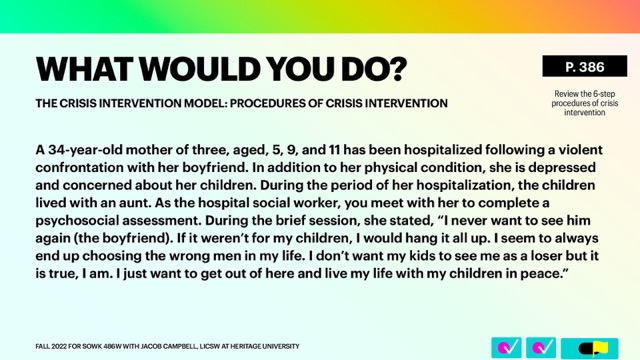 WHAT WOULD YOU DO?
THE CRISIS INTERVENTION MODEL: PROCEDURES OF CRISIS INTERVENTION
P. 386
Review the 6-step
procedures of crisis
intervention
A 34-year-old mother of three, aged, 5, 9, and 11 has been hospitalized following a violent
confrontation with her boyfriend. In addition to her physical condition, she is depressed
and concerned about her children. During the period of her hospitalization, the children
lived with an aunt. As the hospital social worker, you meet with her to complete a
psychosocial assessment. During the brief session, she stated, “I never want to see him
again (the boyfriend). If it weren’t for my children, I would hang it all up. I seem to always
end up choosing the wrong men in my life. I don’t want my kids to see me as a loser but it
is true, I am. I just want to get out of here and live my life with my children in peace.”
FALL 2022 FOR SOWK 486W WITH JACOB CAMPBELL, LICSW AT HERITAGE UNIVERSITY